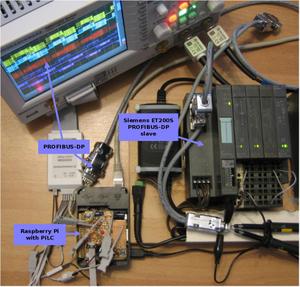 PROFIBUS-DP
Siemens ET200S
PROFIBUS-DP
slave
Raspberry Pi
with PiLC